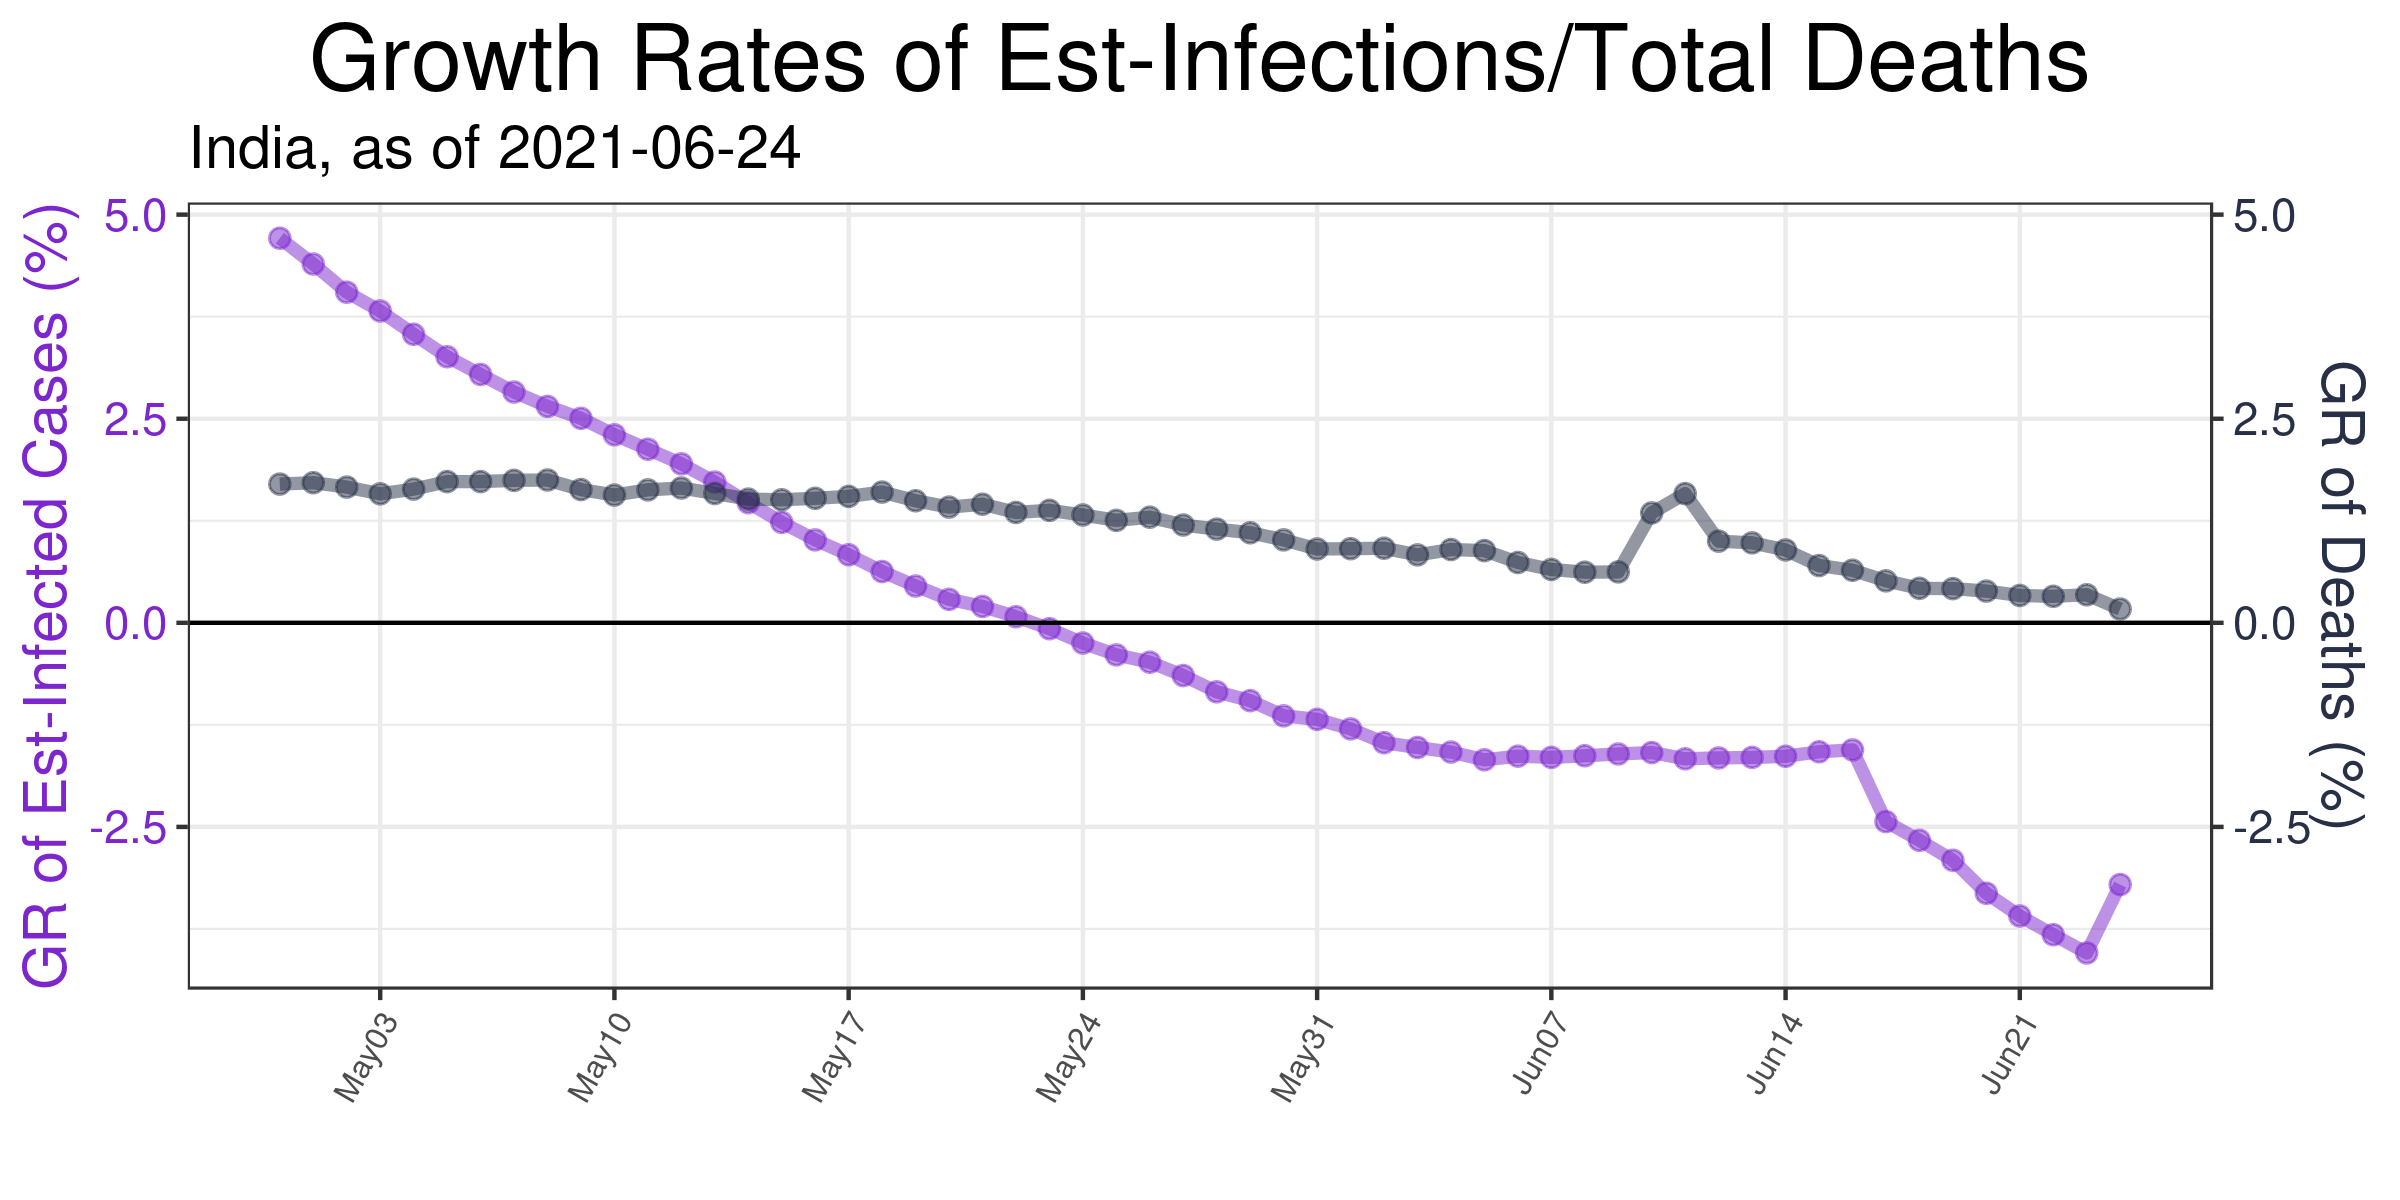 Growth Rates of Est-Infections/Total Deaths
India, as of 2021-06-24
GR of Est-Infected Cases (%)
5.0
2.5
0.0
-2.5
5.0
2.5
0.0
-2.5
GR of Deaths (%)
May03
May10
May17
May24
May31
Jun07
Jun14
Jun21